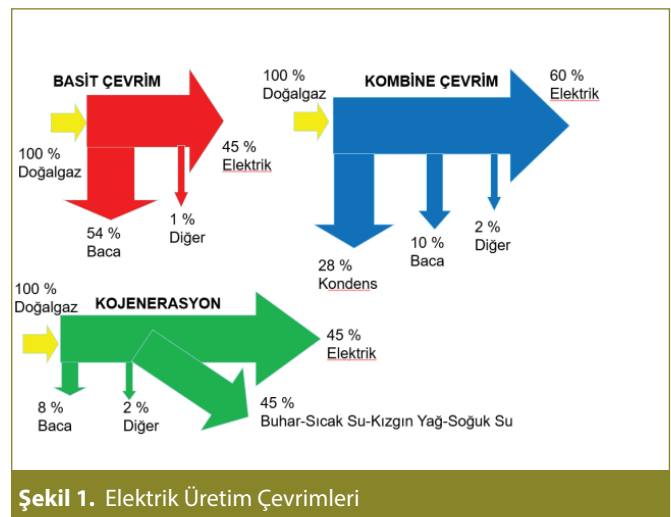 BASİT ÇEVRİM
100 %
Doğalgaz
45 %
Elektrik
54 %
Baca
1 %
Diğer
100 %
Doğalgaz
KOMBİNE ÇEVRİM
60 %
Elektrik
28 %
Kondens
10 %
Baca
2 %
Diğer
100 %
Doğalgaz
KOJENERASYON
45 %
Elektrik
8 %
Baca
2 %
Diğer
45 %
Buhar-Sıcak Su-Kızgın Yağ-Soğuk Su
Şekil 1. Elektrik Üretim Çevrimleri